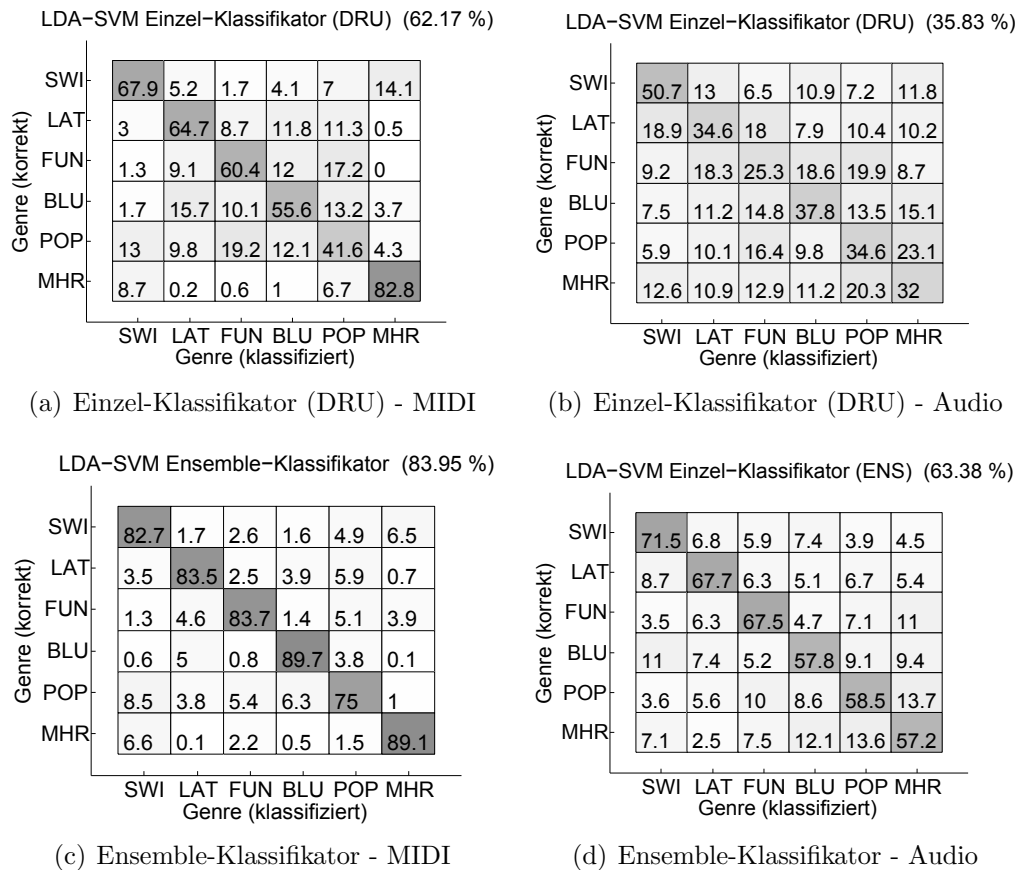 LDA−SVM Einzel−Klassifikator (DRU) (62.17 %)
Genre (korrekt)
SWI 67.9 5.2 1.7 4.1 7 14.1
LAT 3 64.7 8.7 11.8 11.3 0.5
FUN 1.3 9.1 60.4 12 17.2 0
BLU 1.7 15.7 10.1 55.6 13.2 3.7
POP 13 9.8 19.2 12.1 41.6 4.3
MHR 8.7 0.2 0.6 1 6.7 82.8
SWI LAT FUN BLU POP MHR
Genre (klassifiziert)
(a) Einzel-Klassifikator (DRU) - MIDI
LDA−SVM Einzel−Klassifikator (DRU) (35.83 %)
Genre (korrekt)
SWI 50.7 13 6.5 10.9 7.2 11.8
LAT 18.9 34.6 18 7.9 10.4 10.2
FUN 9.2 18.3 25.3 18.6 19.9 8.7
BLU 7.5 11.2 14.8 37.8 13.5 15.1
POP 5.9 10.1 16.4 9.8 34.6 23.1
MHR 12.6 10.9 12.9 11.2 20.3 32
SWI LAT FUN BLU POP MHR
Genre (klassifiziert)
(b) Einzel-Klassifikator (DRU) - Audio
LDA−SVM Ensemble−Klassifikator (83.95 %)
Genre (korrekt)
SWI 82.7 1.7 2.6 1.6 4.9 6.5
LAT 3.5 83.5 2.5 3.9 5.9 0.7
FUN 1.3 4.6 83.7 1.4 5.1 3.9
BLU 0.6 5 0.8 89.7 3.8 0.1
POP 8.5 3.8 5.4 6.3 75 1
MHR 6.6 0.1 2.2 0.5 1.5 89.1
SWI LAT FUN BLU POP MHR
Genre (klassifiziert)
(c) Ensemble-Klassifikator - MIDI
LDA−SVM Einzel−Klassifikator (ENS) (63.38 %)
Genre (korrekt)
SWI 71.5 6.8 5.9 7.4 3.9 4.5
LAT 8.7 67.7 6.3 5.1 6.7 5.4
FUN 3.5 6.3 67.5 4.7 7.1 11
BLU 11 7.4 5.2 57.8 9.1 9.4
POP 3.6 5.6 10 8.6 58.5 13.7
MHR 7.1 2.5 7.5 12.1 13.6 57.2
SWI LAT FUN BLU POP MHR
Genre (klassifiziert)
(d) Ensemble-Klassifikator - Audio